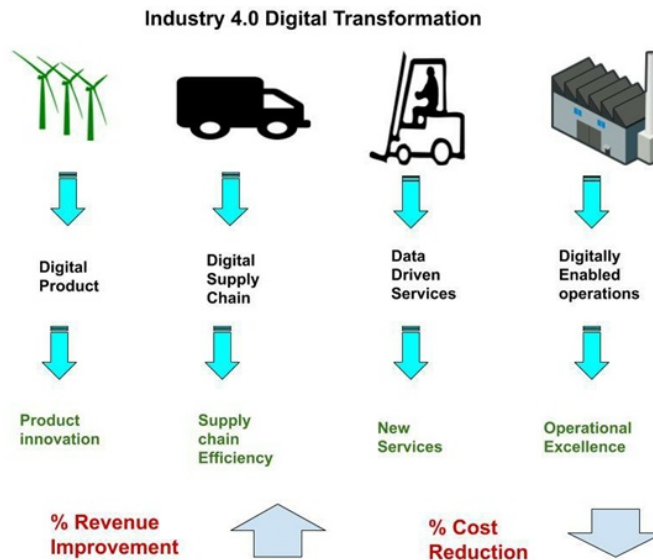 Industry 4.0 Digital Transformation
Digital
Product
Digital
Supply
Chain
Data
Driven
Services
Digitally
Enabled
operations
Product
innovation
Supply
chain
Efficiency
New
Services
Operational
Excellence
% Revenue
Improvement
% Cost
Reduction